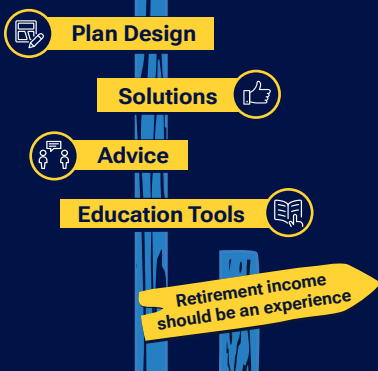 Plan Design
Solutions
Advice
Education Tools
Retirement income
should be an experience